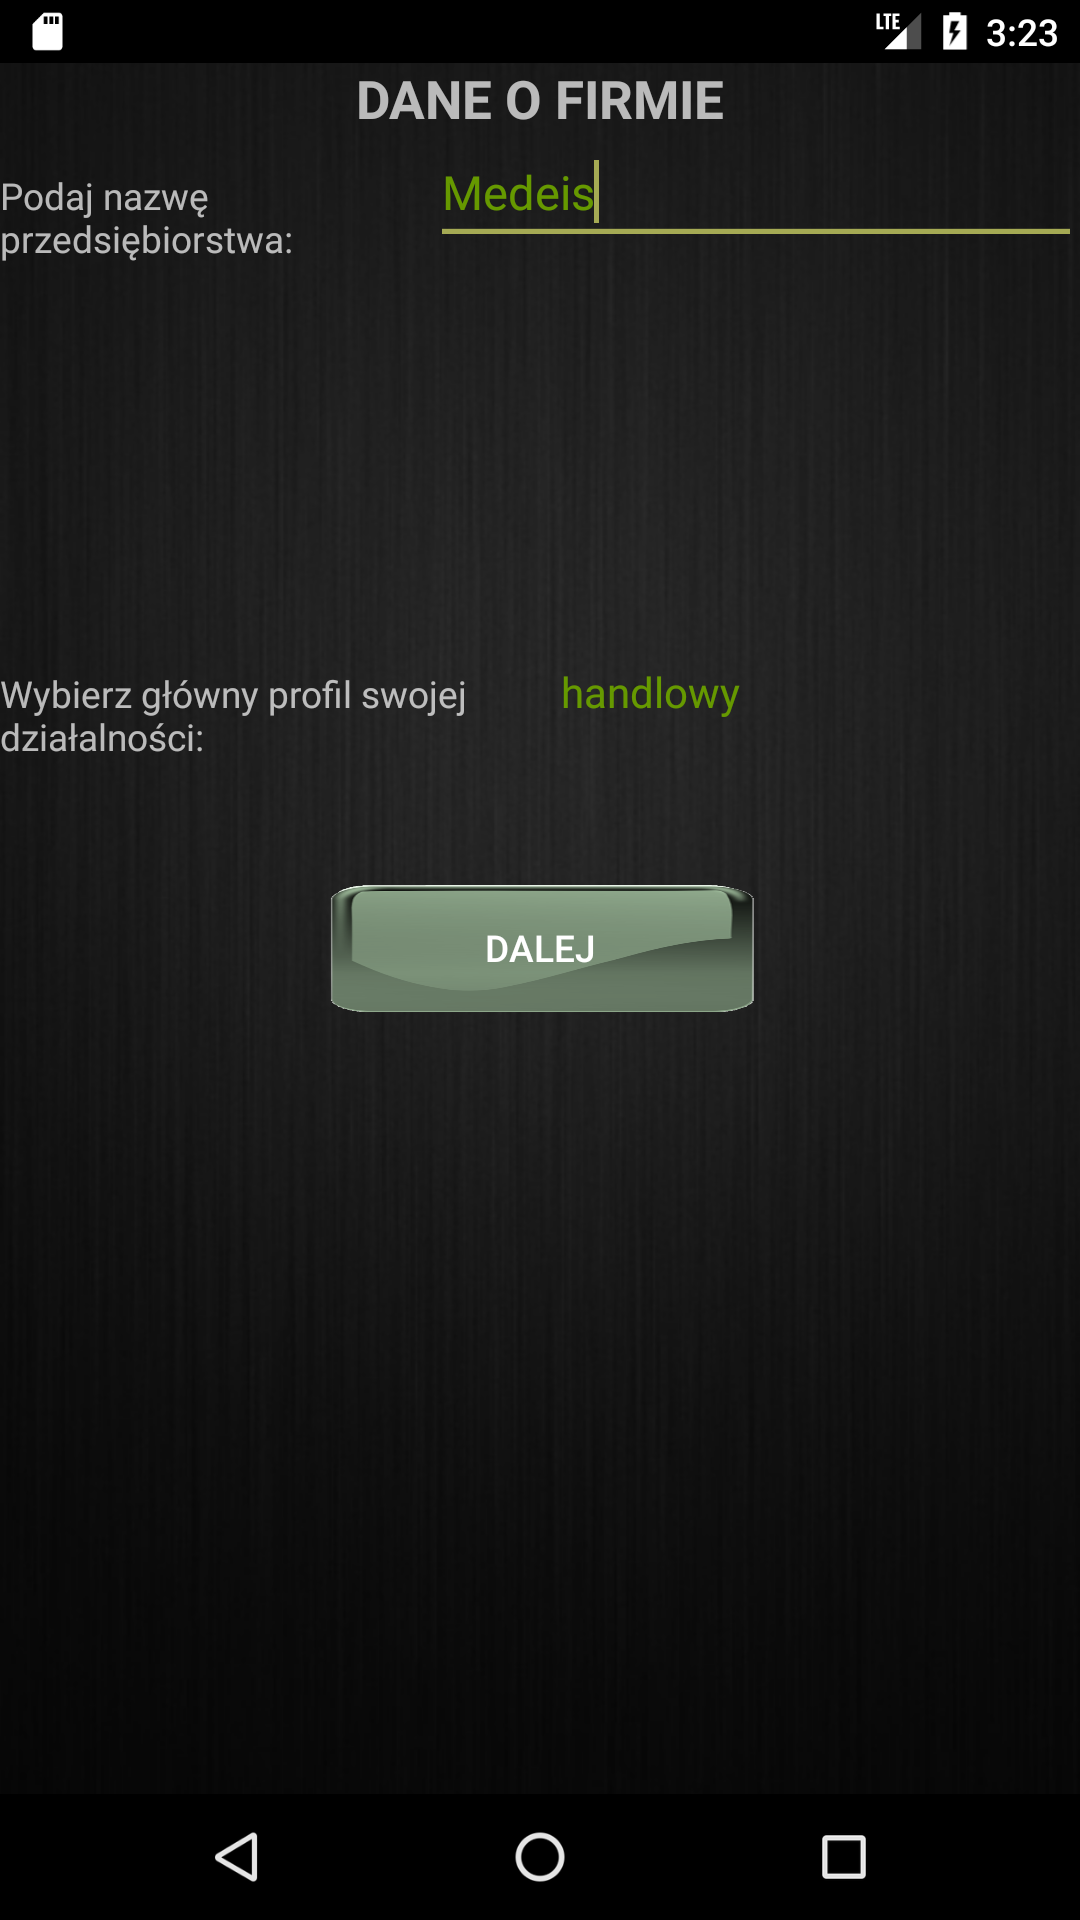 LTE 3:23
DANE O FIRMIE
Podaj nazwę
przedsiębiorstwa:
Medeis
Wybierz główny profil swojej
działalności:
handlowy
DALEJ